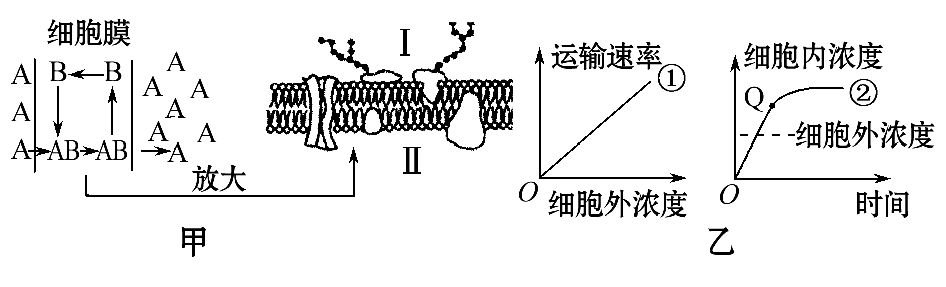 细胞膜
A B B A
A A A
A A
A AB AB A A
放大
甲
Ⅰ
Ⅱ
运输速率
①
O
细胞外浓度
细胞内浓度
Q ②
细胞外浓度
O
时间
乙